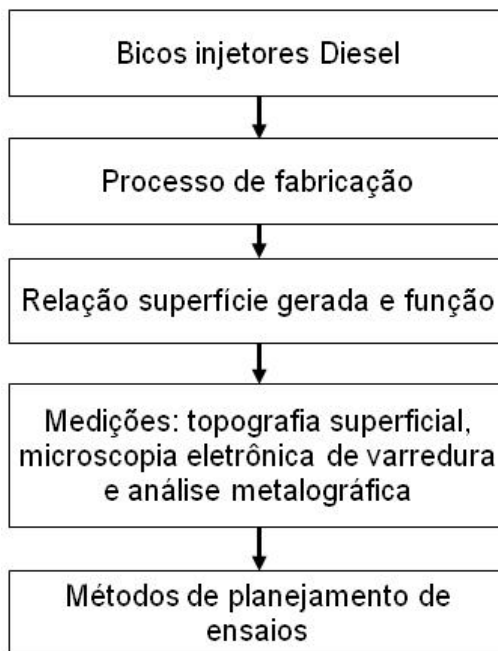 Bicos injetores Diesel
Processo de fabricação
Relação superfície gerada e função
Medições: topografia superficial,
microscopia eletrônica de varredura
e análise metalográfica
Métodos de planejamento de
ensaios